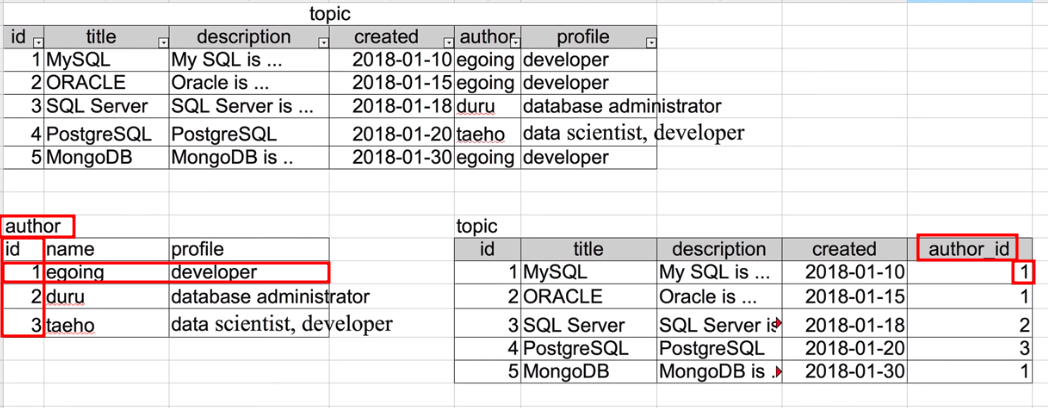 topic
id title description created author profile
1 MySQL My SQL is ... 2018-01-10 egoing developer
2 ORACLE Oracle is ... 2018-01-15 egoing developer
3 SQL Server SQL Server is ... 2018-01-18 duru database administrator
4 PostgreSQL PostgreSQL 2018-01-20 taeho data scientist, developer
5 MongoDB MongoDB is .. 2018-01-30 egoing developer
author
id name profile
1 egoing developer
2 duru database administrator
3 taeho data scientist, developer
topic
id title description created author_id
1 MySQL My SQL is ... 2018-01-10 1
2 ORACLE Oracle is ... 2018-01-15 1
3 SQL Server SQL Server is 2018-01-18 2
4 PostgreSQL PostgreSQL 2018-01-20 3
5 MongoDB MongoDB is . 2018-01-30 1